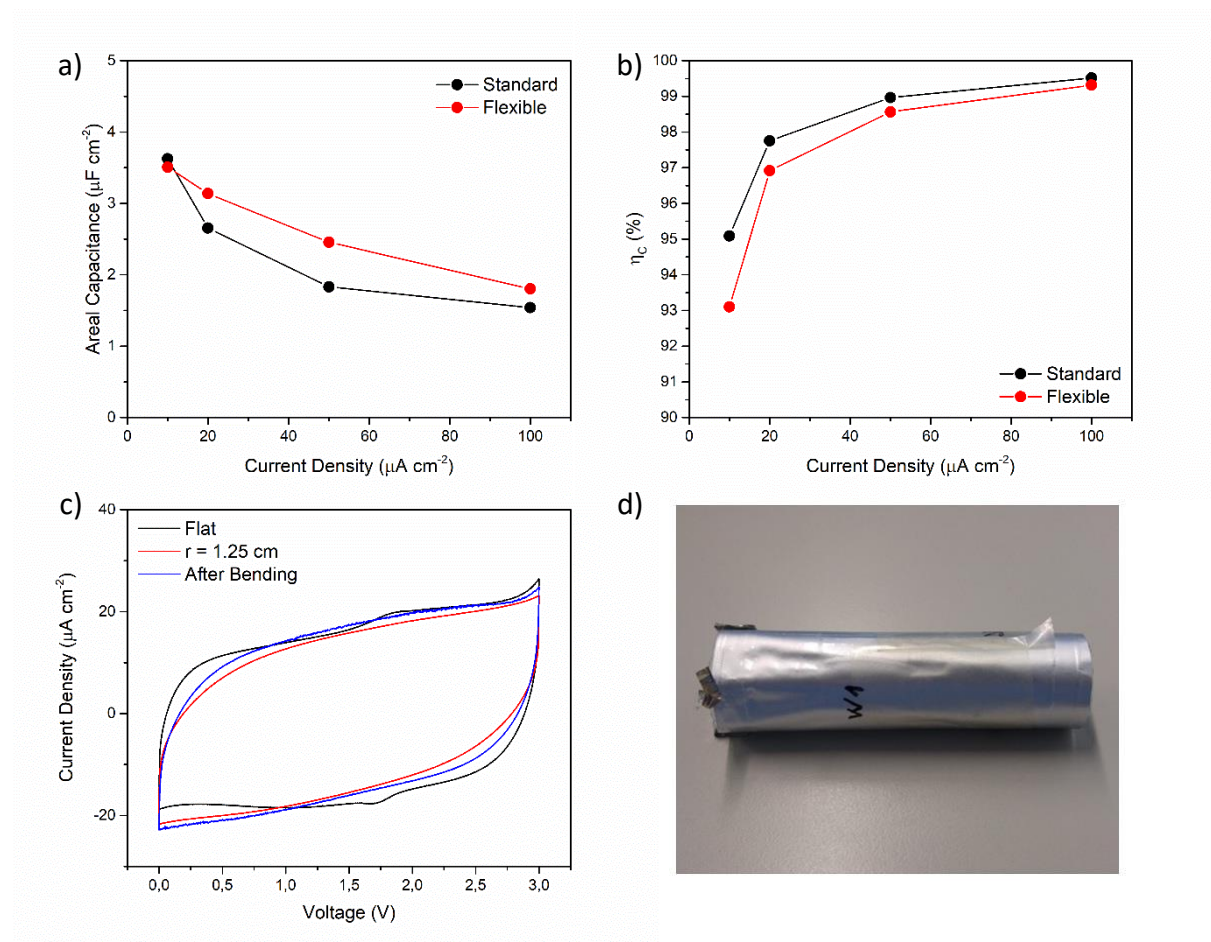 a)
5
4
3
2
1
0
Areal Capacitance (μF cm⁻²)
Standard
Flexible
0 20 40 60 80 100
Current Density (μA cm⁻²)
b)
100
99
98
97
96
95
94
93
92
91
90
η_C (%)
Standard
Flexible
0 20 40 60 80 100
Current Density (μA cm⁻²)
c)
40
20
0
-20
Current Density (μA cm⁻²)
Flat
r = 1.25 cm
After Bending
0,0 0,5 1,0 1,5 2,0 2,5 3,0
Voltage (V)
d)